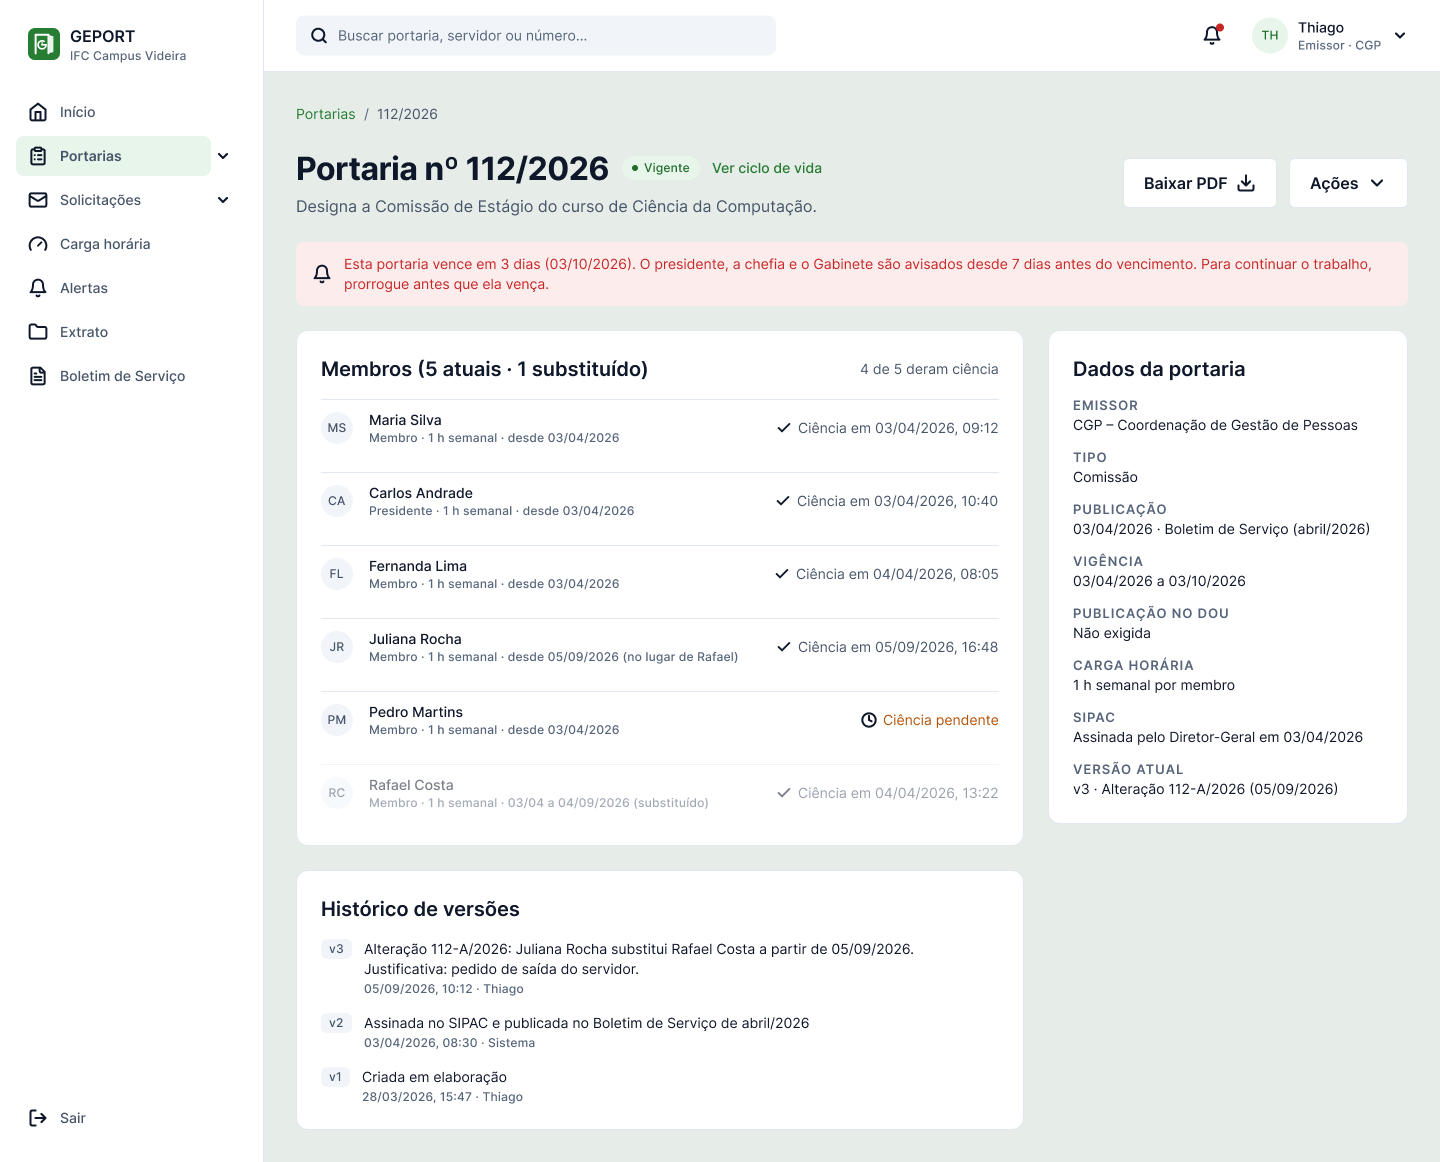 GEPORT
IFC Campus Videira
Início
Portarias
Solicitações
Carga horária
Alertas
Extrato
Boletim de Serviço
Sair
Buscar portaria, servidor ou número...
TH
Thiago
Emissor · CGP
Portarias / 112/2026
Portaria nº 112/2026
Vigente
Ver ciclo de vida
Designa a Comissão de Estágio do curso de Ciência da Computação.
Baixar PDF
Ações
Esta portaria vence em 3 dias (03/10/2026). O presidente, a chefia e o Gabinete são avisados desde 7 dias antes do vencimento. Para continuar o trabalho,
prorrogue antes que ela vença.
Membros (5 atuais · 1 substituído)
4 de 5 deram ciência
MS
Maria Silva
Membro · 1 h semanal · desde 03/04/2026
Ciência em 03/04/2026, 09:12
CA
Carlos Andrade
Presidente · 1 h semanal · desde 03/04/2026
Ciência em 03/04/2026, 10:40
FL
Fernanda Lima
Membro · 1 h semanal · desde 03/04/2026
Ciência em 04/04/2026, 08:05
JR
Juliana Rocha
Membro · 1 h semanal · desde 05/09/2026 (no lugar de Rafael)
Ciência em 05/09/2026, 16:48
PM
Pedro Martins
Membro · 1 h semanal · desde 03/04/2026
Ciência pendente
RC
Rafael Costa
Membro · 1 h semanal · 03/04 a 04/09/2026 (substituído)
Ciência em 04/04/2026, 13:22
Dados da portaria
EMISSOR
CGP – Coordenação de Gestão de Pessoas
TIPO
Comissão
PUBLICAÇÃO
03/04/2026 · Boletim de Serviço (abril/2026)
VIGÊNCIA
03/04/2026 a 03/10/2026
PUBLICAÇÃO NO DOU
Não exigida
CARGA HORÁRIA
1 h semanal por membro
SIPAC
Assinada pelo Diretor-Geral em 03/04/2026
VERSÃO ATUAL
v3 · Alteração 112-A/2026 (05/09/2026)
Histórico de versões
v3
Alteração 112-A/2026: Juliana Rocha substitui Rafael Costa a partir de 05/09/2026.
Justificativa: pedido de saída do servidor.
05/09/2026, 10:12 · Thiago
v2
Assinada no SIPAC e publicada no Boletim de Serviço de abril/2026
03/04/2026, 08:30 · Sistema
v1
Criada em elaboração
28/03/2026, 15:47 · Thiago